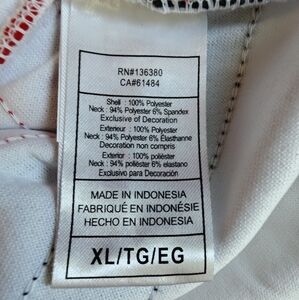 RN#136380
CA#61484
Shell : 100% Polyester
Neck : 94% Polyester 6% Spandex
Exclusive of Decoration
Exterieur : 100% Polyester
Neck : 94% Polyester 6% Élasthanne
Décoration non compris
Exterior : 100% poliéster
Neck : 94% poliéster 6% elastano
Exclusivo para Decoración
MADE IN INDONESIA
FABRIQUÉ EN INDONÉSIE
HECHO EN INDONESIA
XL/TG/EG